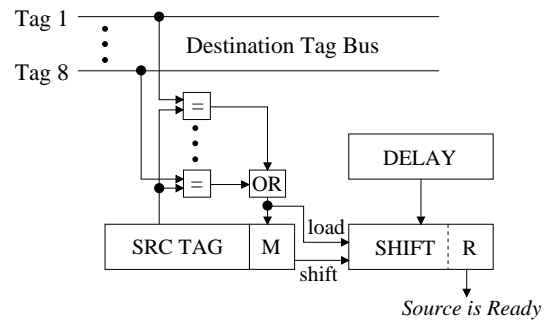 Tag 1
Destination Tag Bus
Tag 8
=
=
OR
DELAY
load
SRC TAG
M
SHIFT
R
shift
Source is Ready